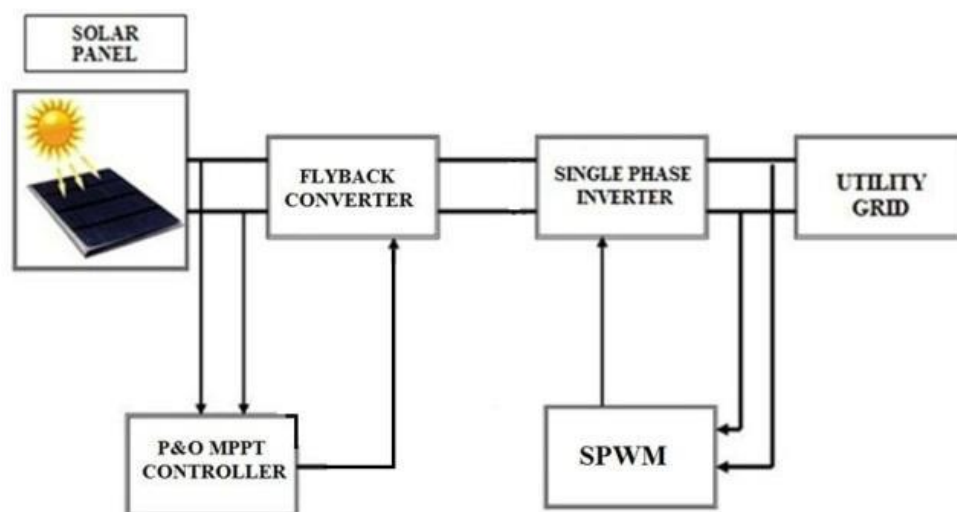 SOLAR
PANEL
FLYBACK
CONVERTER
SINGLE PHASE
INVERTER
UTILITY
GRID
P&O MPPT
CONTROLLER
SPWM